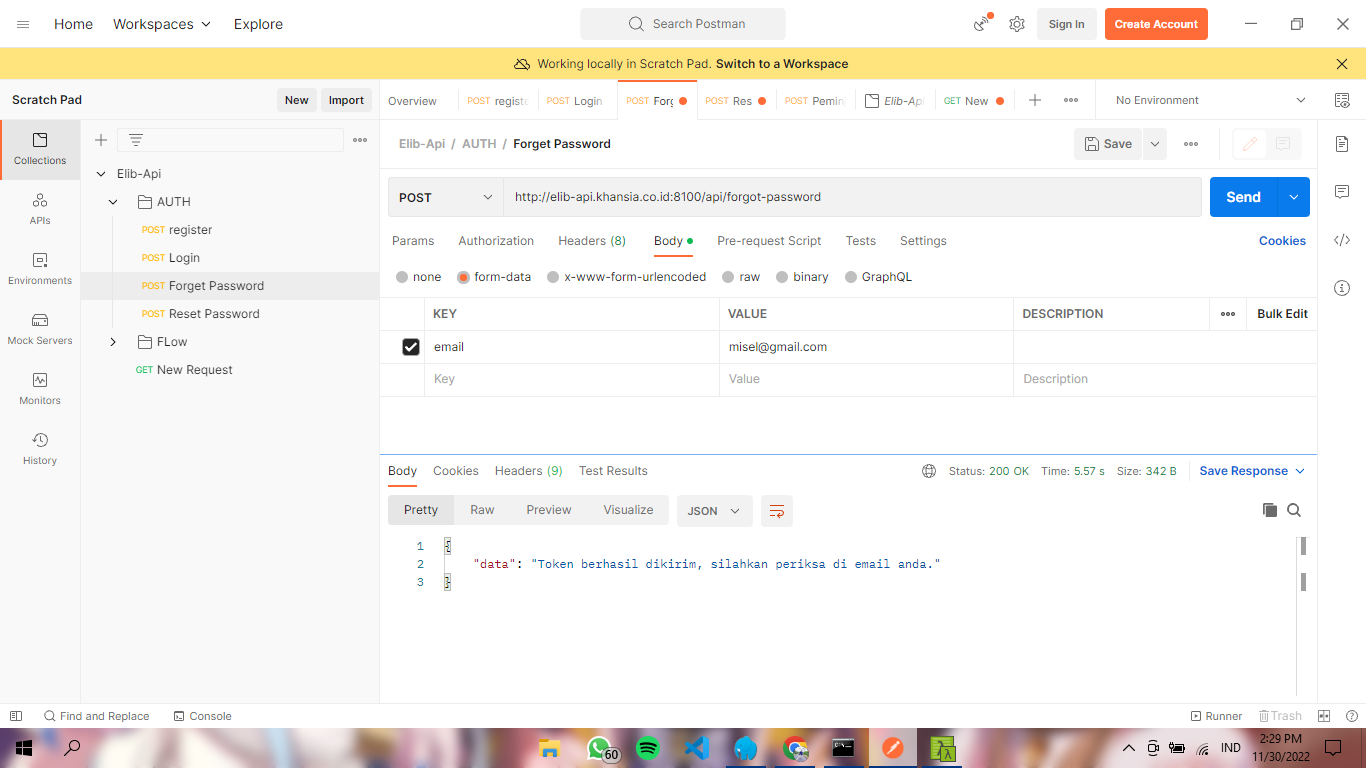 Home Workspaces Explore Search Postman Sign In Create Account
Working locally in Scratch Pad. Switch to a Workspace
Scratch Pad New Import Overview POST registe POST Login POST Forg POST Res POST Pemin Elib-Api GET New No Environment
Elib-Api / AUTH / Forget Password Save
Collections
Elib-Api
AUTH
POST register
POST Login
POST Forget Password
POST Reset Password
FLow
GET New Request
APIs
Environments
Mock Servers
Monitors
History
POST http://elib-api.khansia.co.id:8100/api/forgot-password Send
Params Authorization Headers (8) Body Pre-request Script Tests Settings Cookies
none form-data x-www-form-urlencoded raw binary GraphQL
KEY VALUE DESCRIPTION Bulk Edit
email misel@gmail.com
Key Value Description
Body Cookies Headers (9) Test Results Status: 200 OK Time: 5.57 s Size: 342 B Save Response
Pretty Raw Preview Visualize JSON
1 {
2 "data": "Token berhasil dikirim, silahkan periksa di email anda."
3 }
Find and Replace Console Runner Trash
60 IND 2:29 PM
11/30/2022